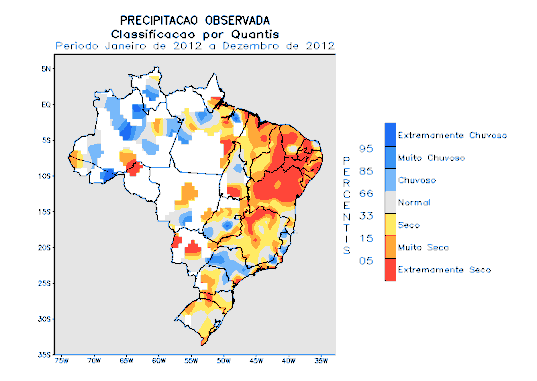 PRECIPITACAO OBSERVADA
Classificacao por Quantis
Periodo Janeiro de 2012 a Dezembro de 2012
5N
EQ
5S
10S
15S
20S
25S
30S
35S
75W
70W
65W
60W
55W
50W
45W
40W
35W
PERCENTIS
95
85
66
33
15
05
Extremamente Chuvoso
Muito Chuvoso
Chuvoso
Normal
Seco
Muito Seco
Extremamente Seco